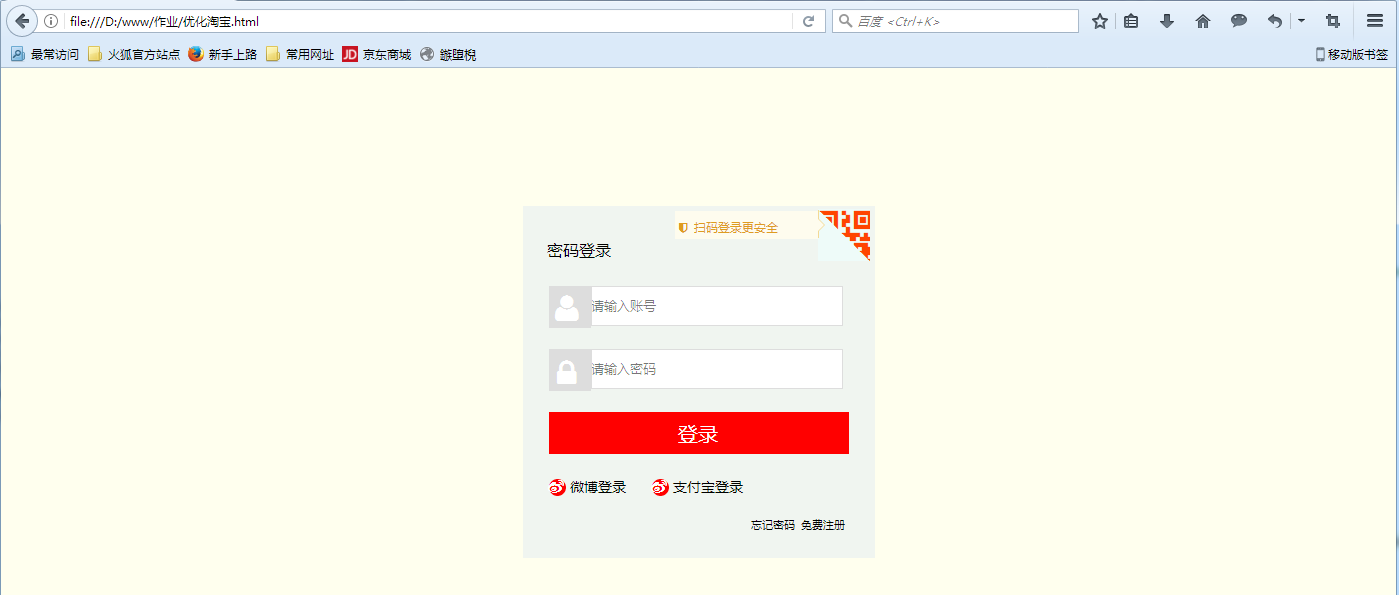 file:///D:/www/作业/优化淘宝.html
百度 <Ctrl+K>
最常访问 火狐官方站点 新手上路 常用网址 JD 京东商城 鏃堕棿 移动版书签
扫码登录更安全
密码登录
请输入账号
请输入密码
登录
微博登录 支付宝登录
忘记密码 免费注册